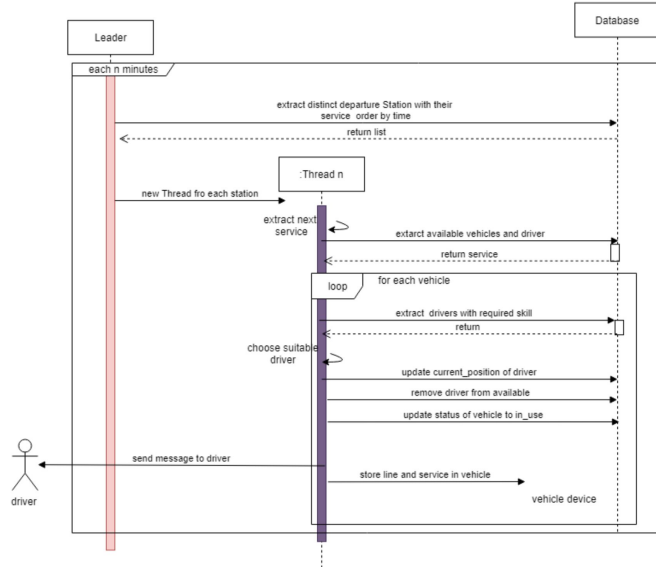 Database
Leader
each n minutes
extract distinct departure Station with their
service order by time
return list
:Thread n
new Thread fro each station
extract next
service
extarct available vehicles and driver
return service
loop
for each vehicle
extract drivers with required skill
return
choose suitable
driver
update current_position of driver
remove driver from available
update status of vehicle to in_use
send message to driver
store line and service in vehicle
driver
vehicle device